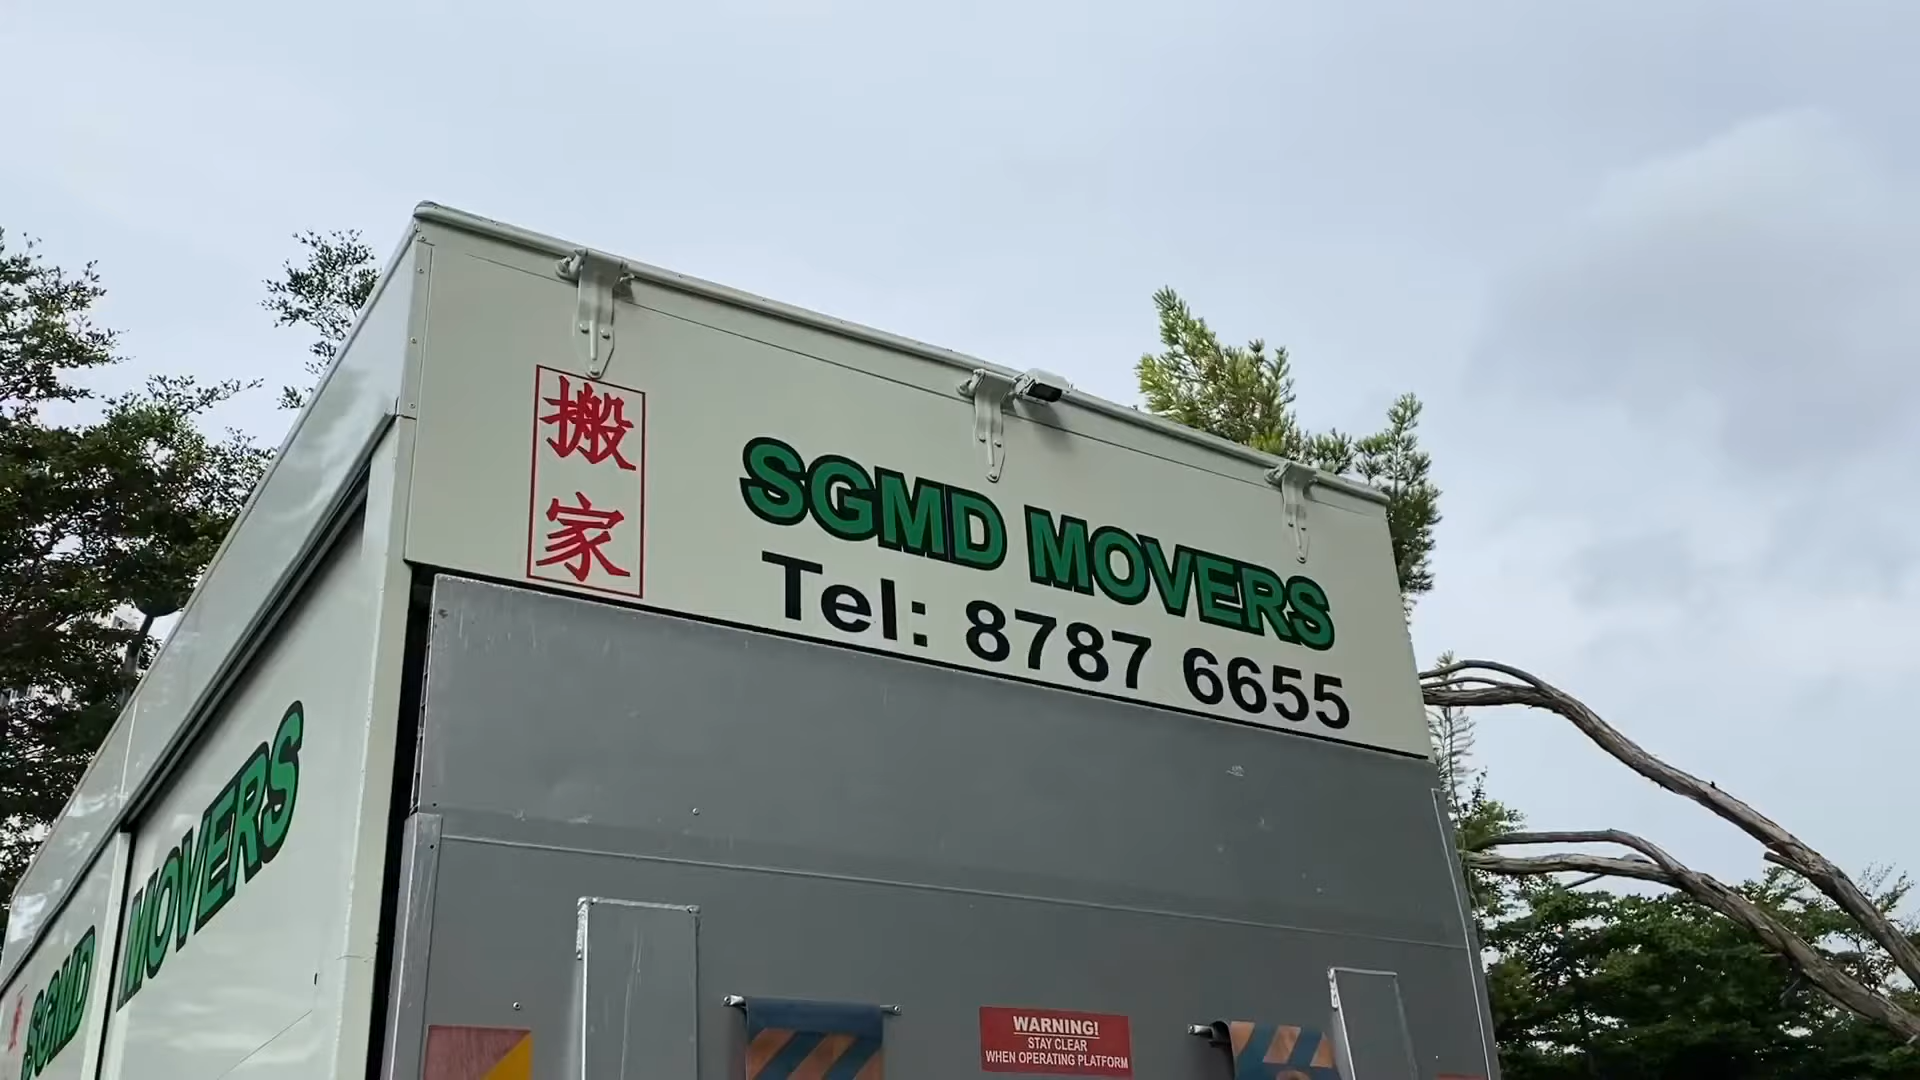 搬家
SGMD MOVERS
Tel: 8787 6655
SGMD MOVERS
WARNING!
STAY CLEAR
WHEN OPERATING PLATFORM